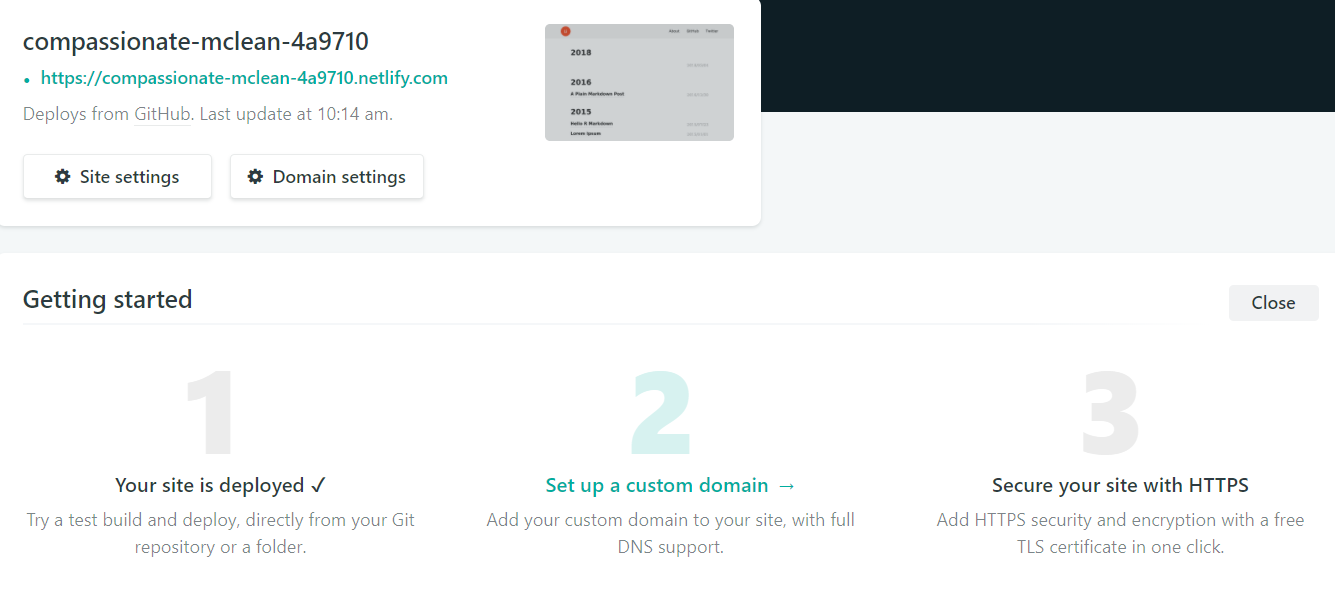 compassionate-mclean-4a9710
https://compassionate-mclean-4a9710.netlify.com
Deploys from GitHub. Last update at 10:14 am.
Site settings
Domain settings
About GitHub Twitter
2018
2016
A Plain Markdown Post
2015
Hello R Markdown
Lorem Ipsum
Getting started
Close
1
Your site is deployed ✓
Try a test build and deploy, directly from your Git
repository or a folder.
2
Set up a custom domain →
Add your custom domain to your site, with full
DNS support.
3
Secure your site with HTTPS
Add HTTPS security and encryption with a free
TLS certificate in one click.